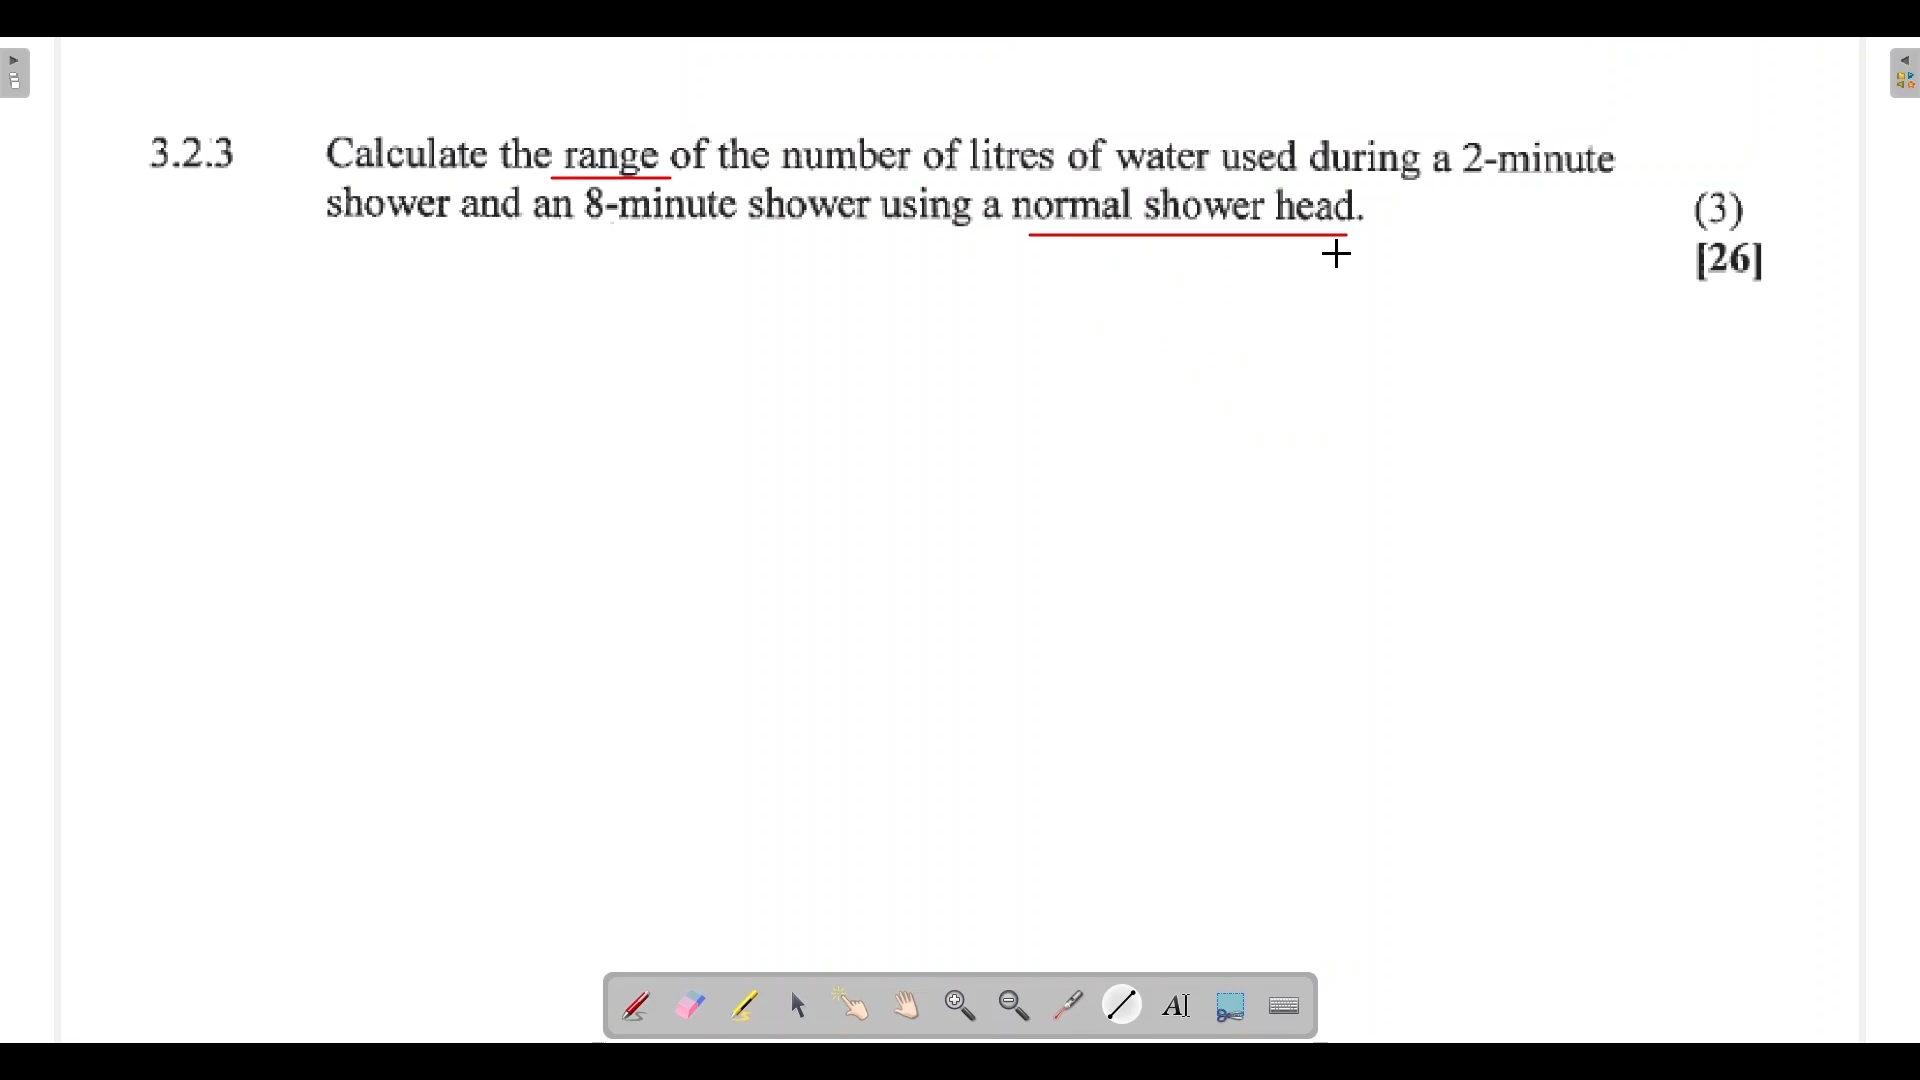 3.2.3 Calculate the range of the number of litres of water used during a 2-minute
shower and an 8-minute shower using a normal shower head. (3)
[26]